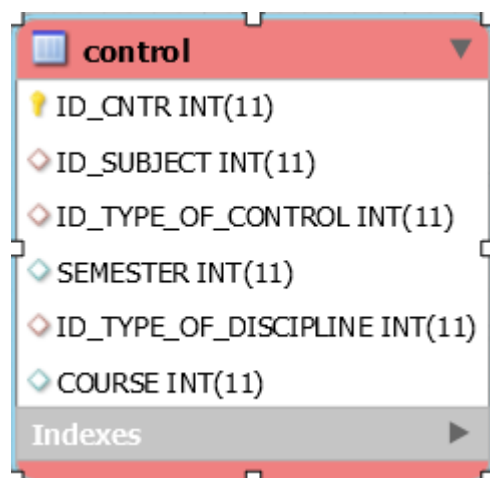 control
ID_CNTR INT(11)
ID_SUBJECT INT(11)
ID_TYPE_OF_CONTROL INT(11)
SEMESTER INT(11)
ID_TYPE_OF_DISCIPLINE INT(11)
COURSE INT(11)
Indexes